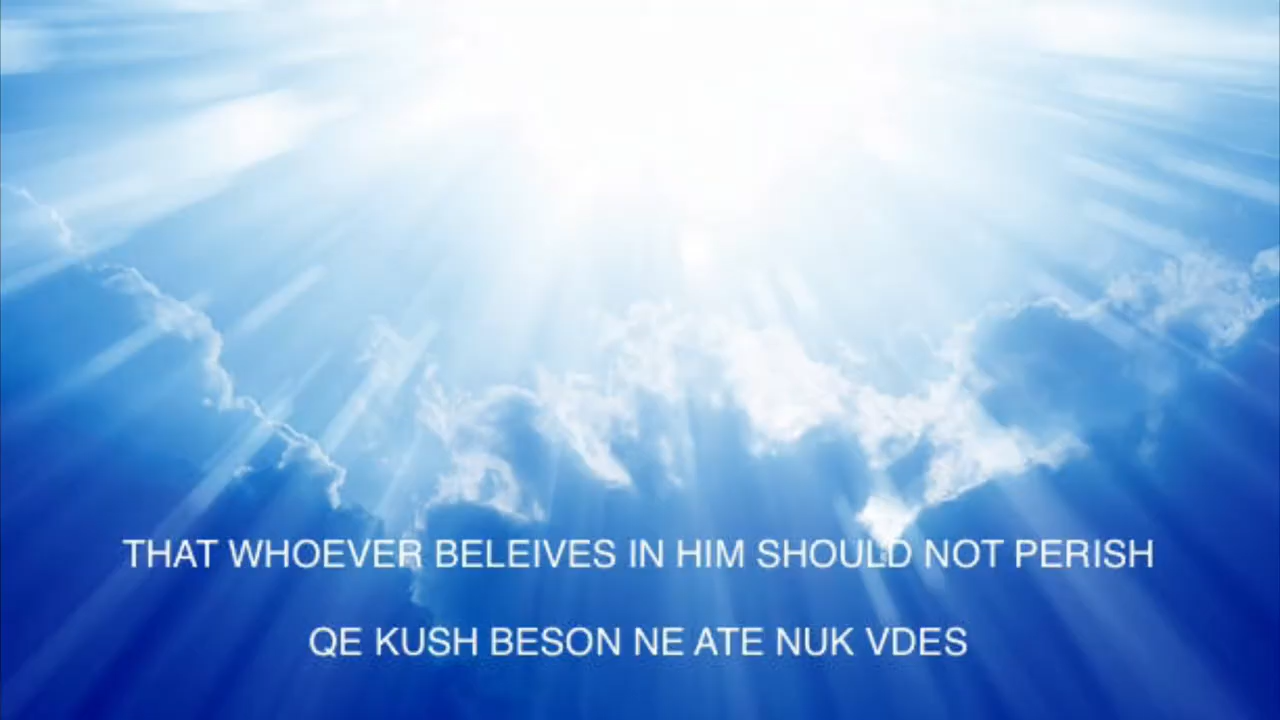 THAT WHOEVER BELEIVES IN HIM SHOULD NOT PERISH
QE KUSH BESON NE ATE NUK VDES